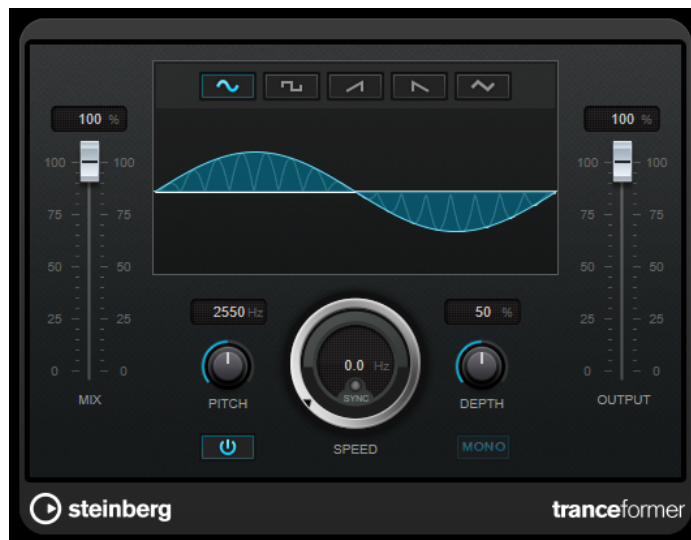 100 %
100 %
100 100
100 100
75 75
75 75
50 50
50 50
25 25
25 25
0 0
0 0
MIX
OUTPUT
2550 Hz
50 %
0.0 Hz
SYNC
PITCH
DEPTH
SPEED
MONO
steinberg
tranceformer